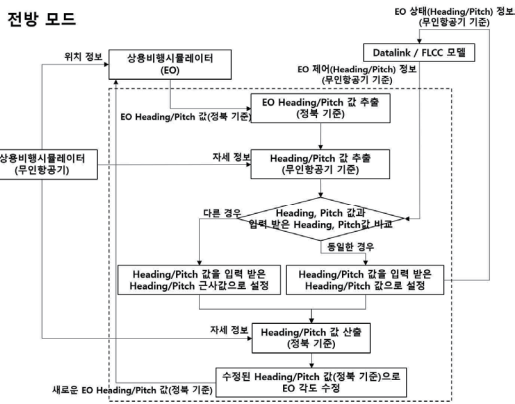 전방 모드
EO 상태(Heading/Pitch) 정보
(무인항공기 기준)
위치 정보
상용비행시뮬레이터
(EO)
Datalink / FLCC 모델
EO 제어(Heading/Pitch) 정보
(무인항공기 기준)
EO Heading/Pitch 값(정북 기준)
EO Heading/Pitch 값 추출
(정북 기준)
상용비행시뮬레이터
(무인항공기)
자세 정보
Heading/Pitch 값 추출
(무인항공기 기준)
다른 경우
Heading, Pitch 값과
입력 받은 Heading, Pitch값 비교
동일한 경우
Heading/Pitch 값을 입력 받은
Heading/Pitch 근사값으로 설정
Heading/Pitch 값을 입력 받은
Heading/Pitch 값으로 설정
자세 정보
Heading/Pitch 값 산출
(정북 기준)
수정된 Heading/Pitch 값(정북 기준)으로
EO 각도 수정
새로운 EO Heading/Pitch 값(정북 기준)